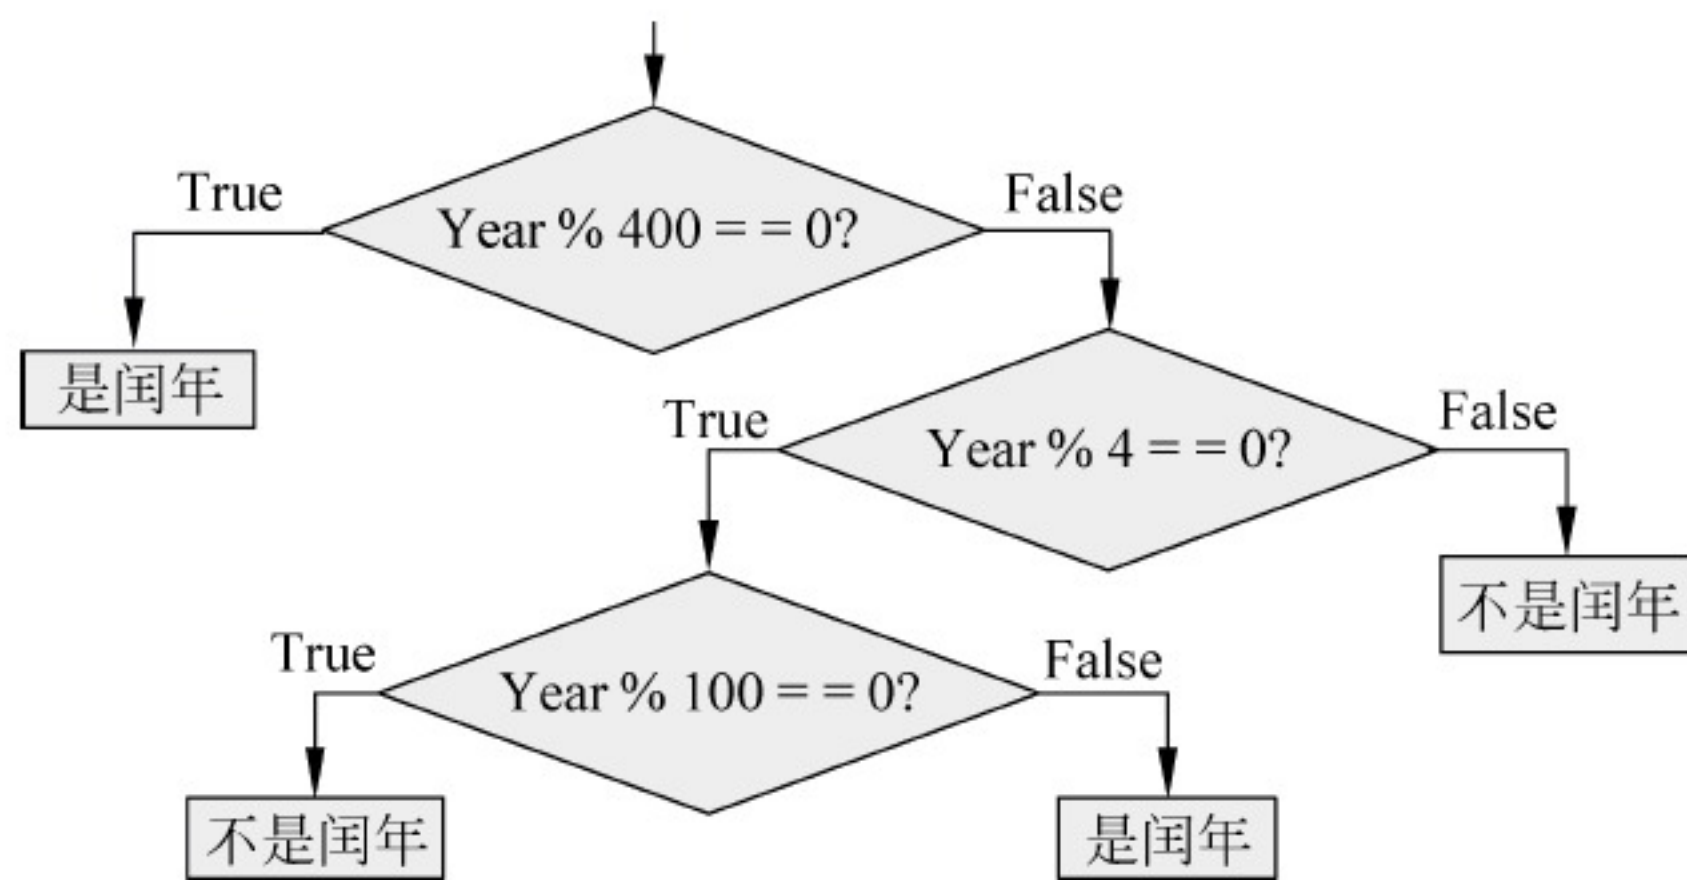 True
False
Year % 400 = = 0?
是闰年
True
False
Year % 4 = = 0?
不是闰年
True
False
Year % 100 = = 0?
不是闰年
是闰年